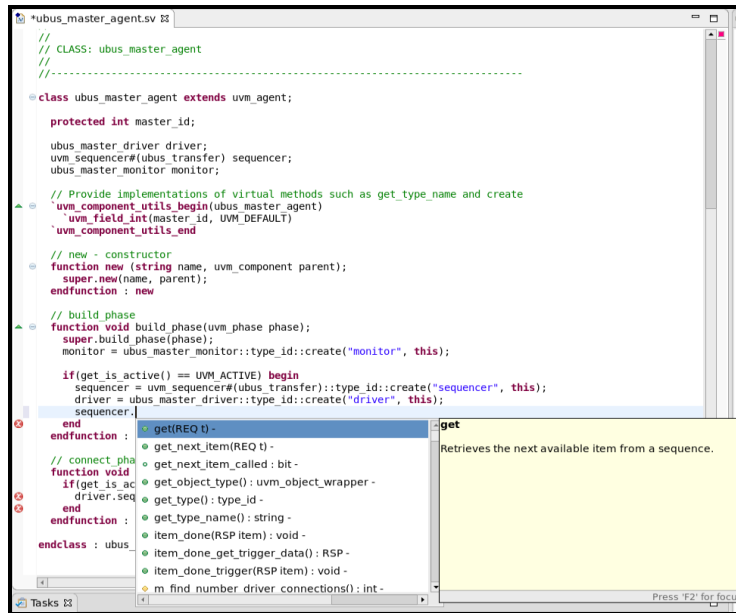 *ubus_master_agent.sv
//
// CLASS: ubus_master_agent
//
//---------------------------------------------------------------------------
class ubus_master_agent extends uvm_agent;
protected int master_id;
ubus_master_driver driver;
uvm_sequencer#(ubus_transfer) sequencer;
ubus_master_monitor monitor;
// Provide implementations of virtual methods such as get_type_name and create
`uvm_component_utils_begin(ubus_master_agent)
`uvm_field_int(master_id, UVM_DEFAULT)
`uvm_component_utils_end
// new - constructor
function new (string name, uvm_component parent);
super.new(name, parent);
endfunction : new
// build_phase
function void build_phase(uvm_phase phase);
super.build_phase(phase);
monitor = ubus_master_monitor::type_id::create("monitor", this);
if(get_is_active() == UVM_ACTIVE) begin
sequencer = uvm_sequencer#(ubus_transfer)::type_id::create("sequencer", this);
driver = ubus_master_driver::type_id::create("driver", this);
sequencer.
end
endfunction :
// connect_pha
function void
if(get_is_ac
driver.seq
end
endfunction :
endclass : ubus_
get(REQ t) -
get_next_item(REQ t) -
get_next_item_called : bit -
get_object_type() : uvm_object_wrapper -
get_type() : type_id -
get_type_name() : string -
item_done(RSP item) : void -
item_done_get_trigger_data() : RSP -
item_done_trigger(RSP item) : void -
m_find_number_driver_connections() : int -
get
Retrieves the next available item from a sequence.
Press 'F2' for focu
Tasks